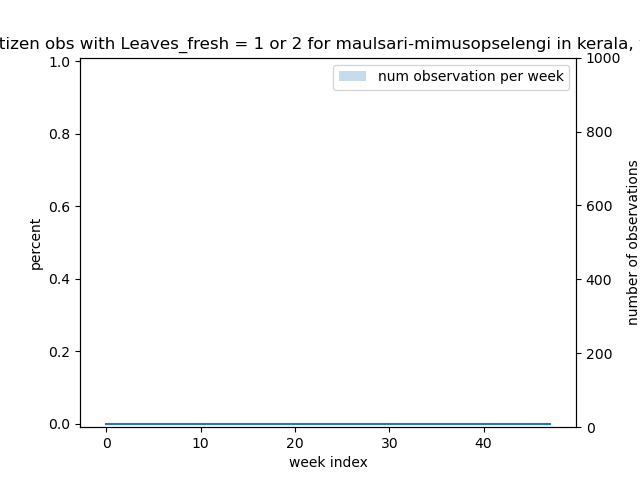 tizen obs with Leaves_fresh = 1 or 2 for maulsari-mimusopselengi in kerala,
num observation per week
percent
1.0
0.8
0.6
0.4
0.2
0.0
1000
800
600
400
200
0
number of observations
0 10 20 30 40
week index